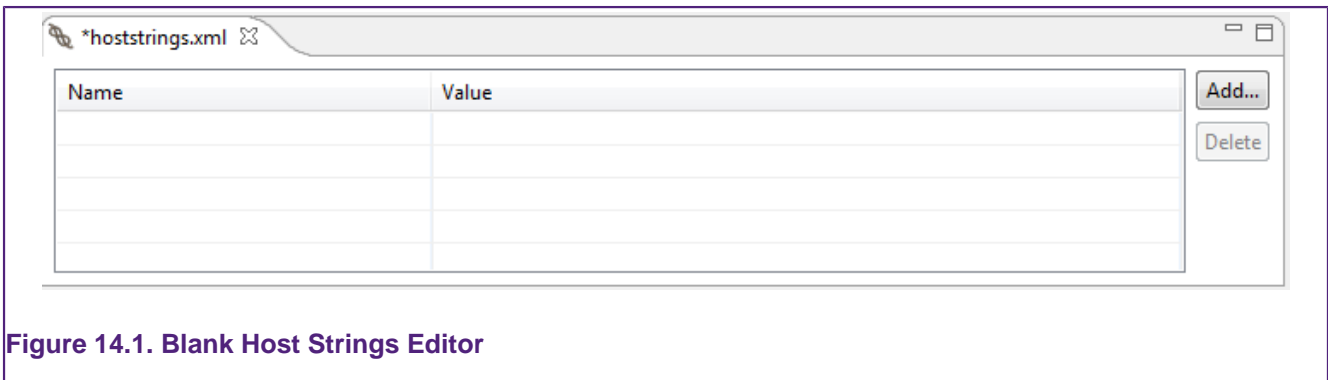 *hoststrings.xml
Name Value Add...
Delete
Figure 14.1. Blank Host Strings Editor